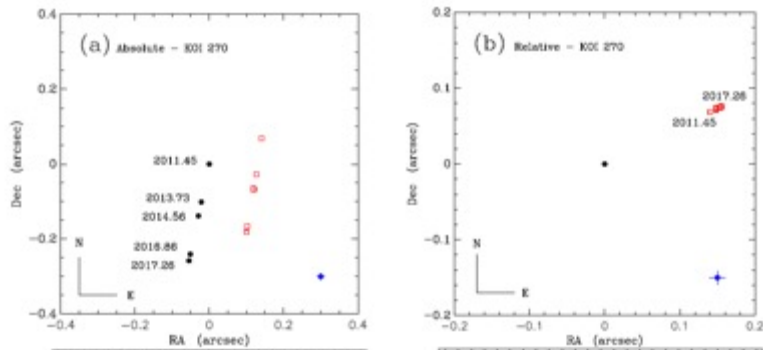 (a) Absolute - KOI 270
0.4
0.2
0
−0.2
−0.4
Dec (arcsec)
2011.45
2013.73
2014.56
2016.86
2017.26
N
E
−0.4 −0.2 0 0.2 0.4
RA (arcsec)
(b) Relative - KOI 270
0.2
0.1
0
−0.1
−0.2
Dec (arcsec)
2017.26
2011.45
N
E
−0.2 −0.1 0 0.1 0.2
RA (arcsec)